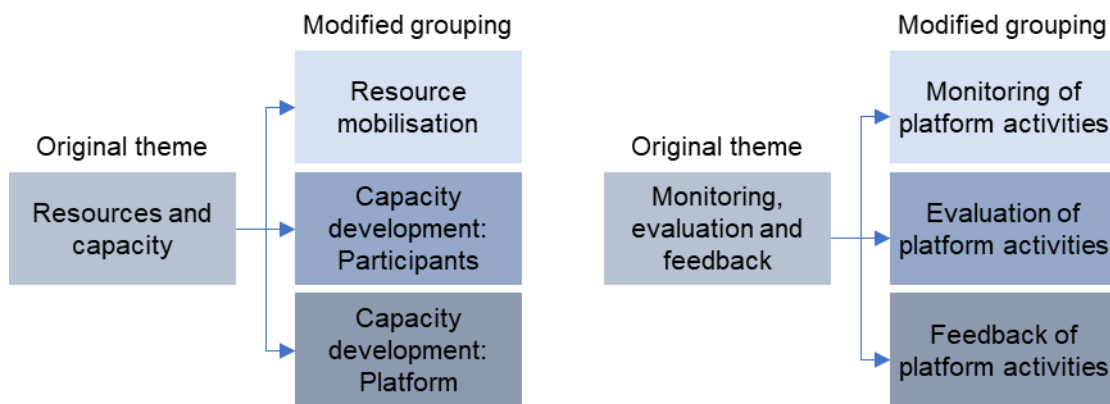 Modified grouping
Resource
mobilisation
Original theme
Resources and
capacity
Capacity
development:
Participants
Capacity
development:
Platform
Modified grouping
Monitoring of
platform activities
Original theme
Monitoring,
evaluation and
feedback
Evaluation of
platform activities
Feedback of
platform activities